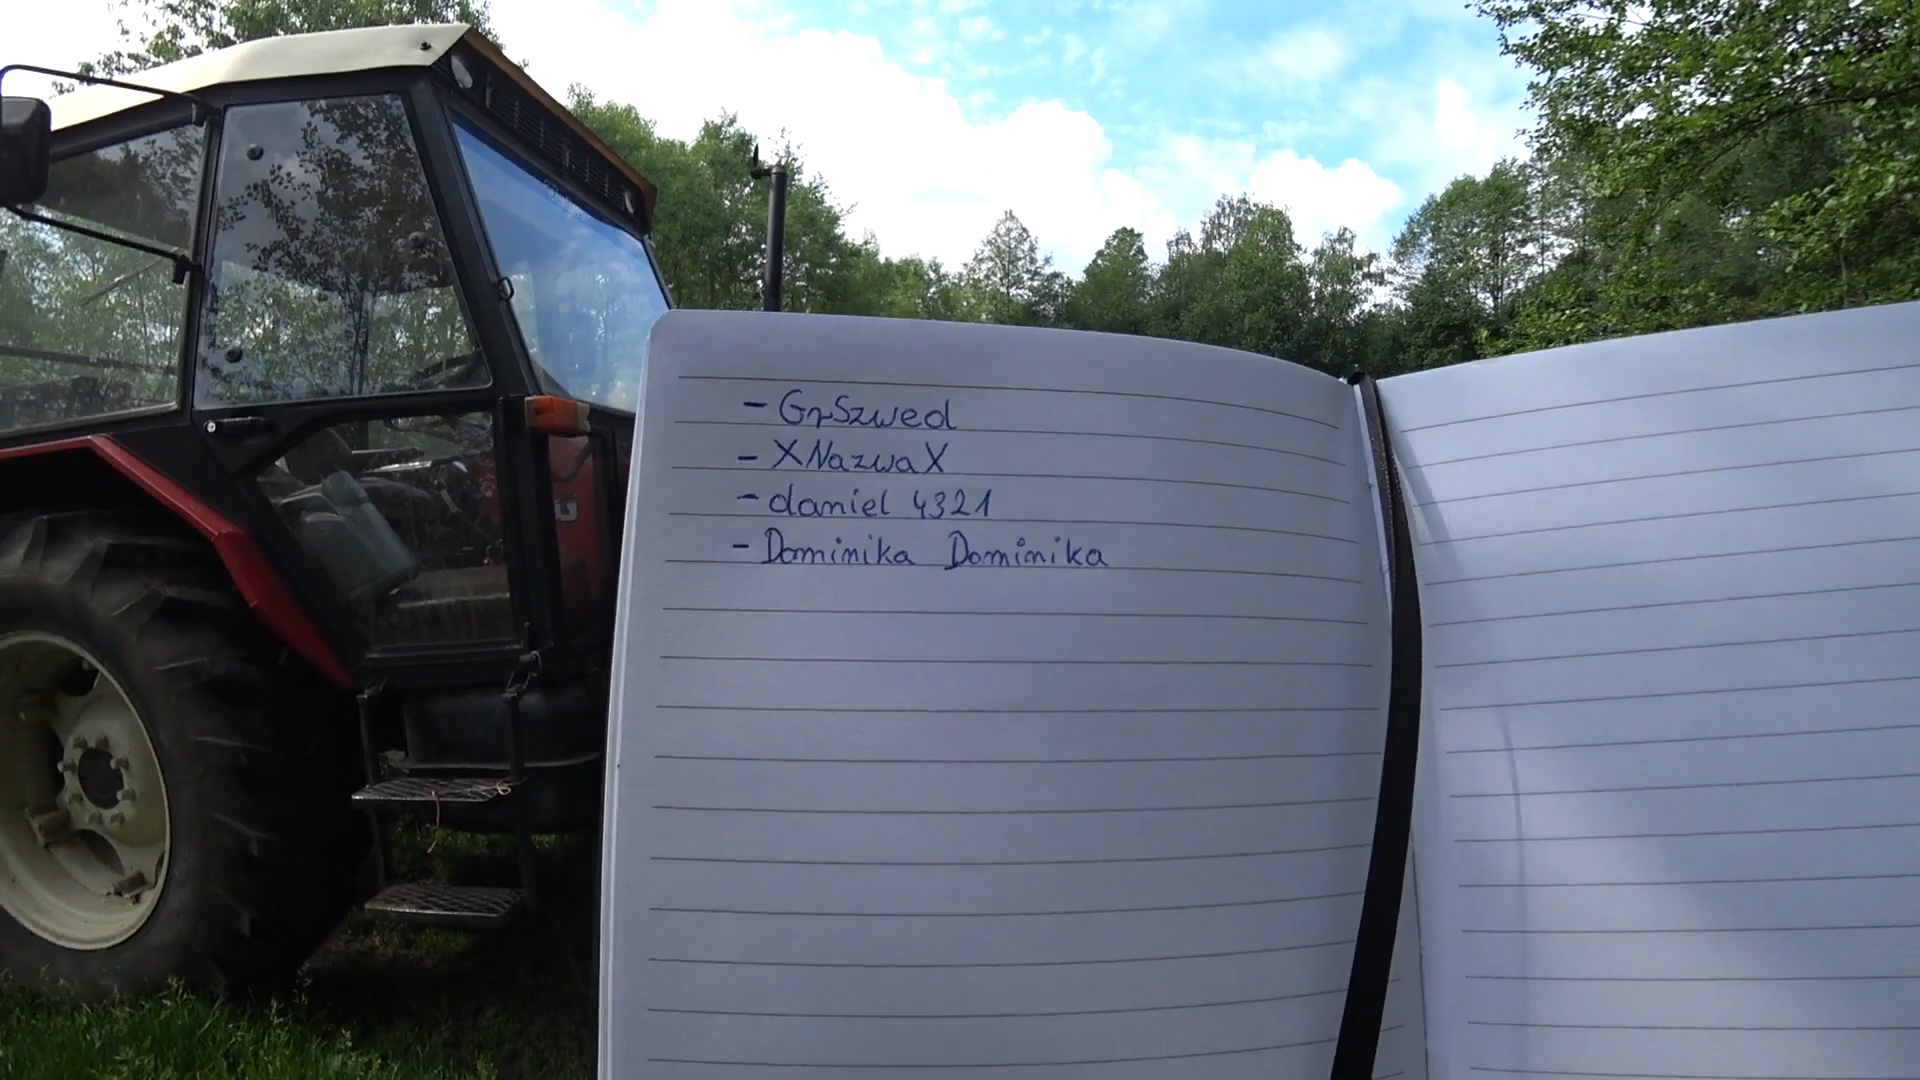 - GrSzwed
- XNazwaX
- daniel 4321
- Dominika Dominika